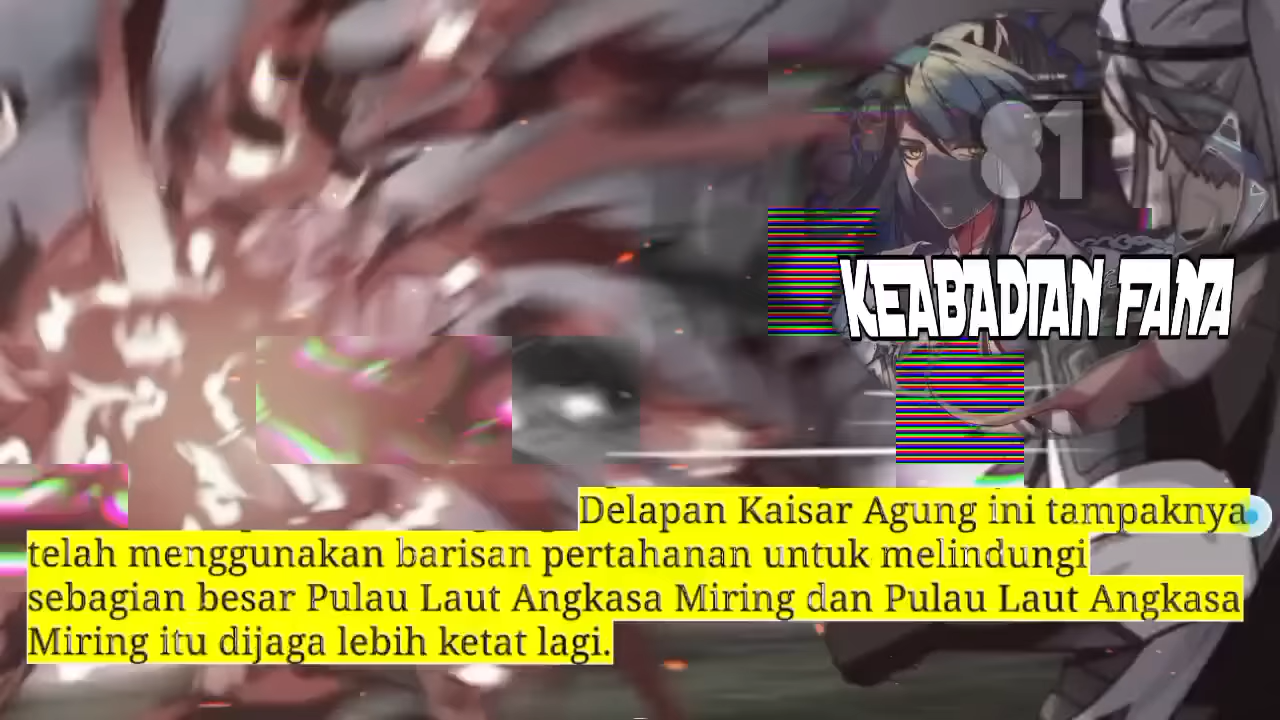 81
KEABADIAN FANA
Delapan Kaisar Agung ini tampaknya
telah menggunakan barisan pertahanan untuk melindungi
sebagian besar Pulau Laut Angkasa Miring dan Pulau Laut Angkasa
Miring itu dijaga lebih ketat lagi.